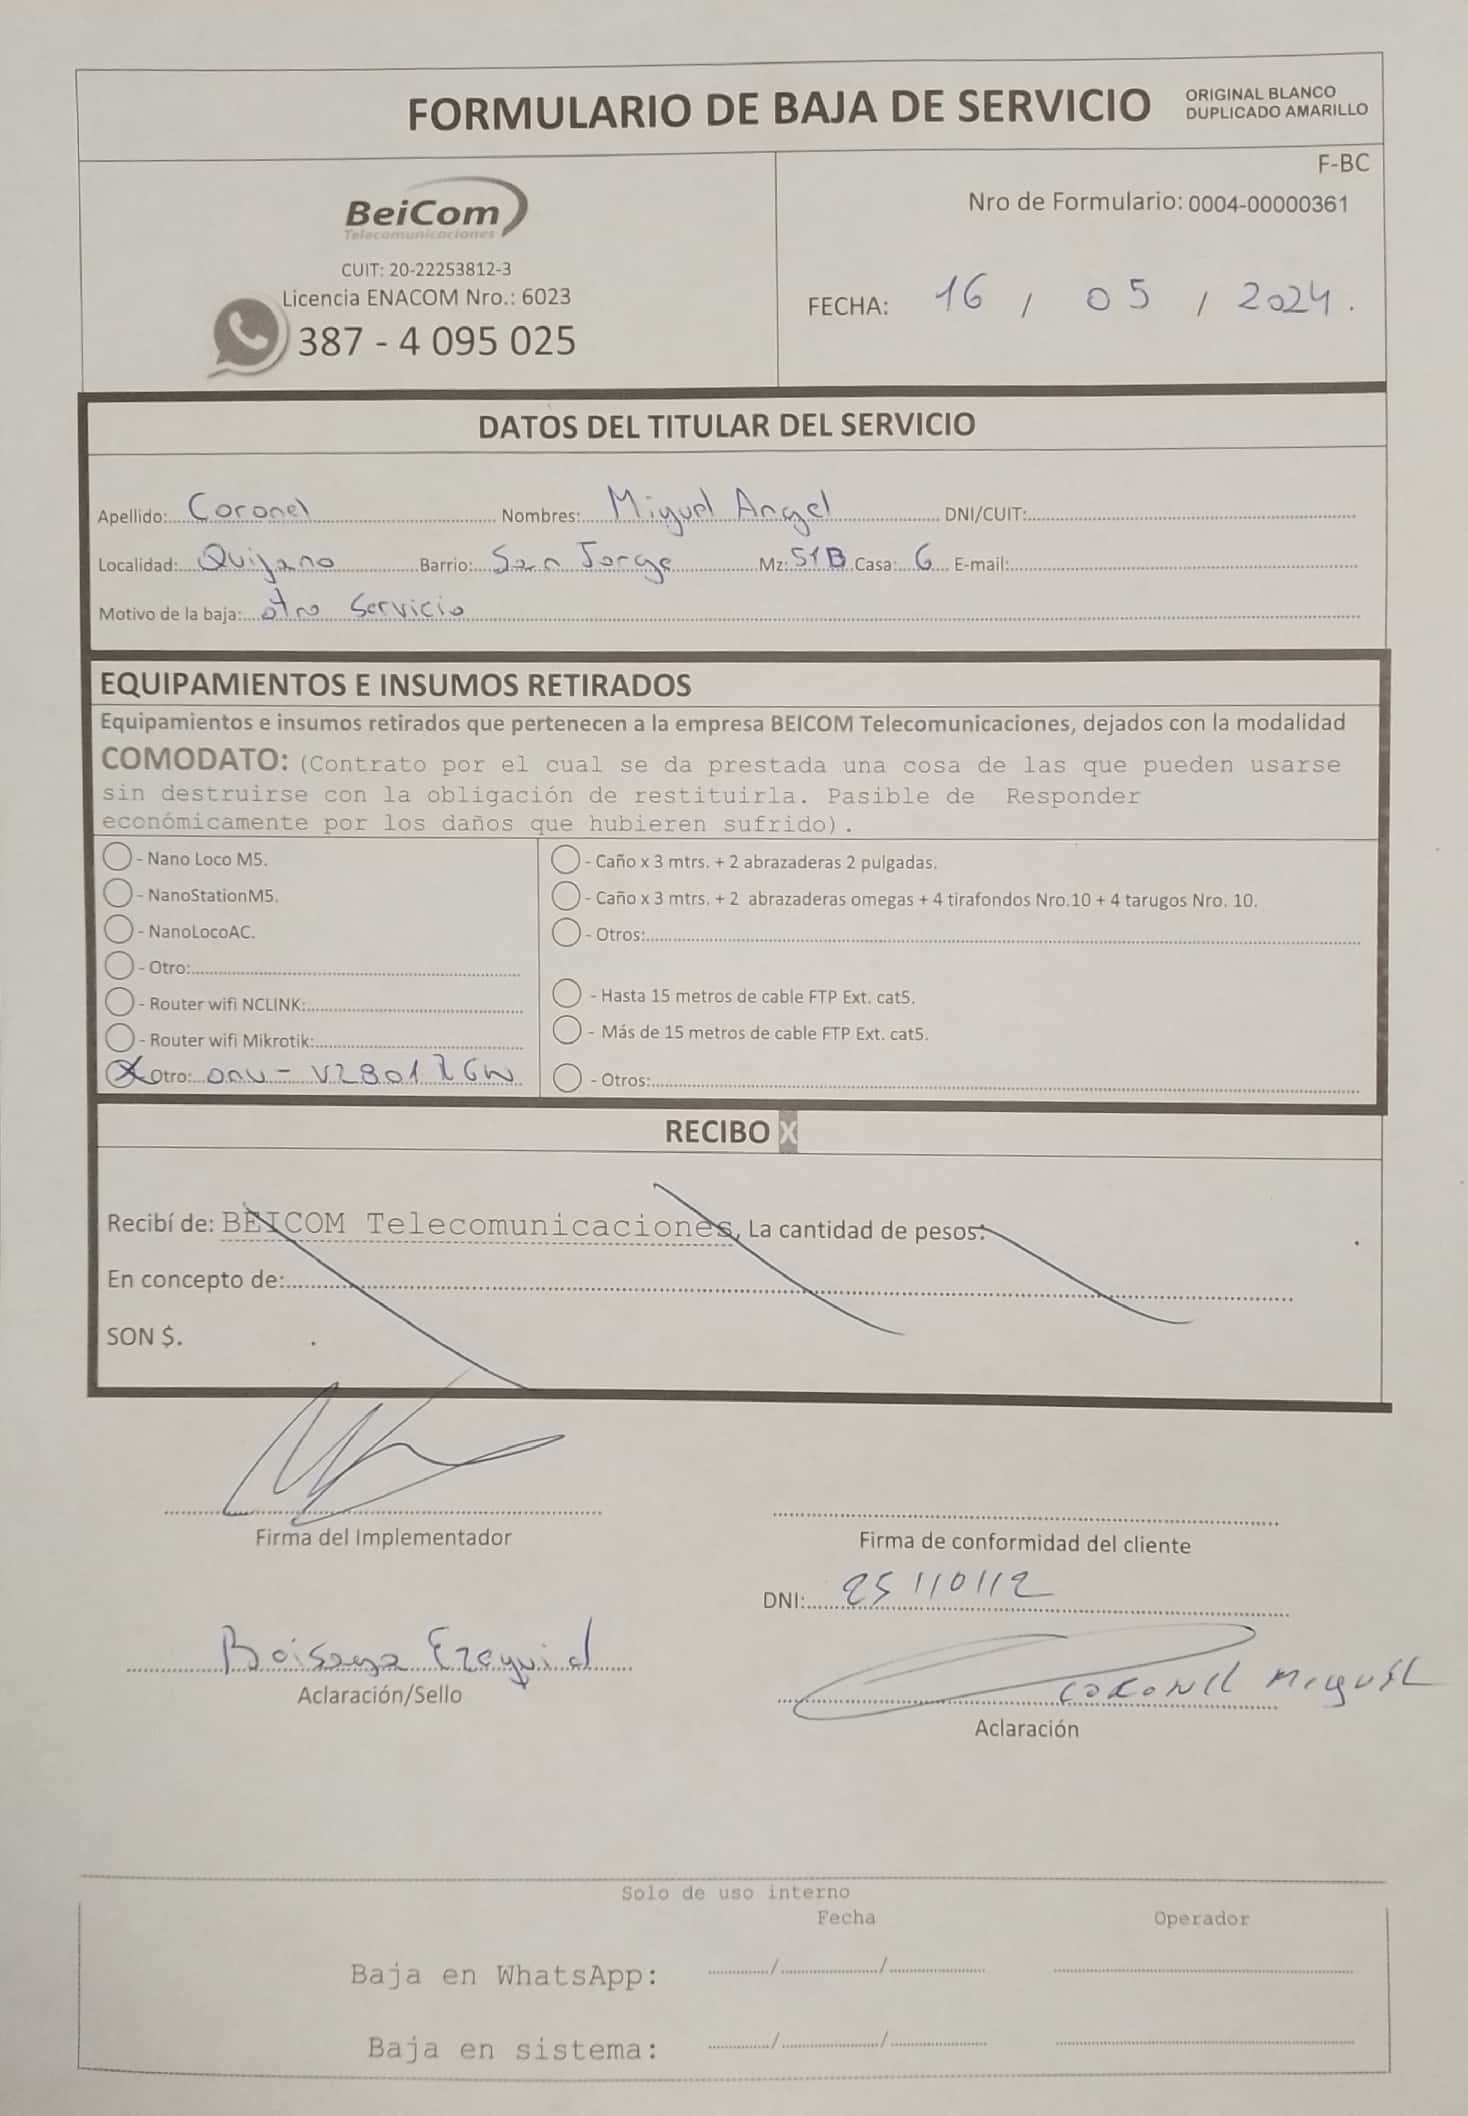 FORMULARIO DE BAJA DE SERVICIO
ORIGINAL BLANCO
DUPLICADO AMARILLO
BeiCom
Telecomunicaciones
CUIT: 20-22253812-3
Licencia ENACOM Nro.: 6023
387 - 4 095 025
F-BC
Nro de Formulario: 0004-00000361
FECHA: 16 / 05 / 2024.
DATOS DEL TITULAR DEL SERVICIO
Apellido: Coronel Nombres: Miguel Angel DNI/CUIT:
Localidad: Quijano Barrio: San Jorge Mz: 51B Casa: 6 E-mail:
Motivo de la baja: otro Servicio
EQUIPAMIENTOS E INSUMOS RETIRADOS
Equipamientos e insumos retirados que pertenecen a la empresa BEICOM Telecomunicaciones, dejados con la modalidad
COMODATO: (Contrato por el cual se da prestada una cosa de las que pueden usarse
sin destruirse con la obligación de restituirla. Pasible de Responder
económicamente por los daños que hubieren sufrido).
- Nano Loco M5.
- NanoStationM5.
- NanoLocoAC.
- Otro:
- Router wifi NCLINK:
- Router wifi Mikrotik:
X Otro: onu -
- Caño x 3 mtrs. + 2 abrazaderas 2 pulgadas.
- Caño x 3 mtrs. + 2 abrazaderas omegas + 4 tirafondos Nro.10 + 4 tarugos Nro. 10.
- Otros:
- Hasta 15 metros de cable FTP Ext. cat5.
- Más de 15 metros de cable FTP Ext. cat5.
- Otros:
RECIBO X
Recibí de: BEICOM Telecomunicaciones, La cantidad de pesos:
En concepto de:
SON $.
Firma del Implementador
Firma de conformidad del cliente
DNI: 25110112
Ezequiel
Aclaración/Sello
Coronel Miguel
Aclaración
Solo de uso interno
Fecha Operador
Baja en WhatsApp: / /
Baja en sistema: / /